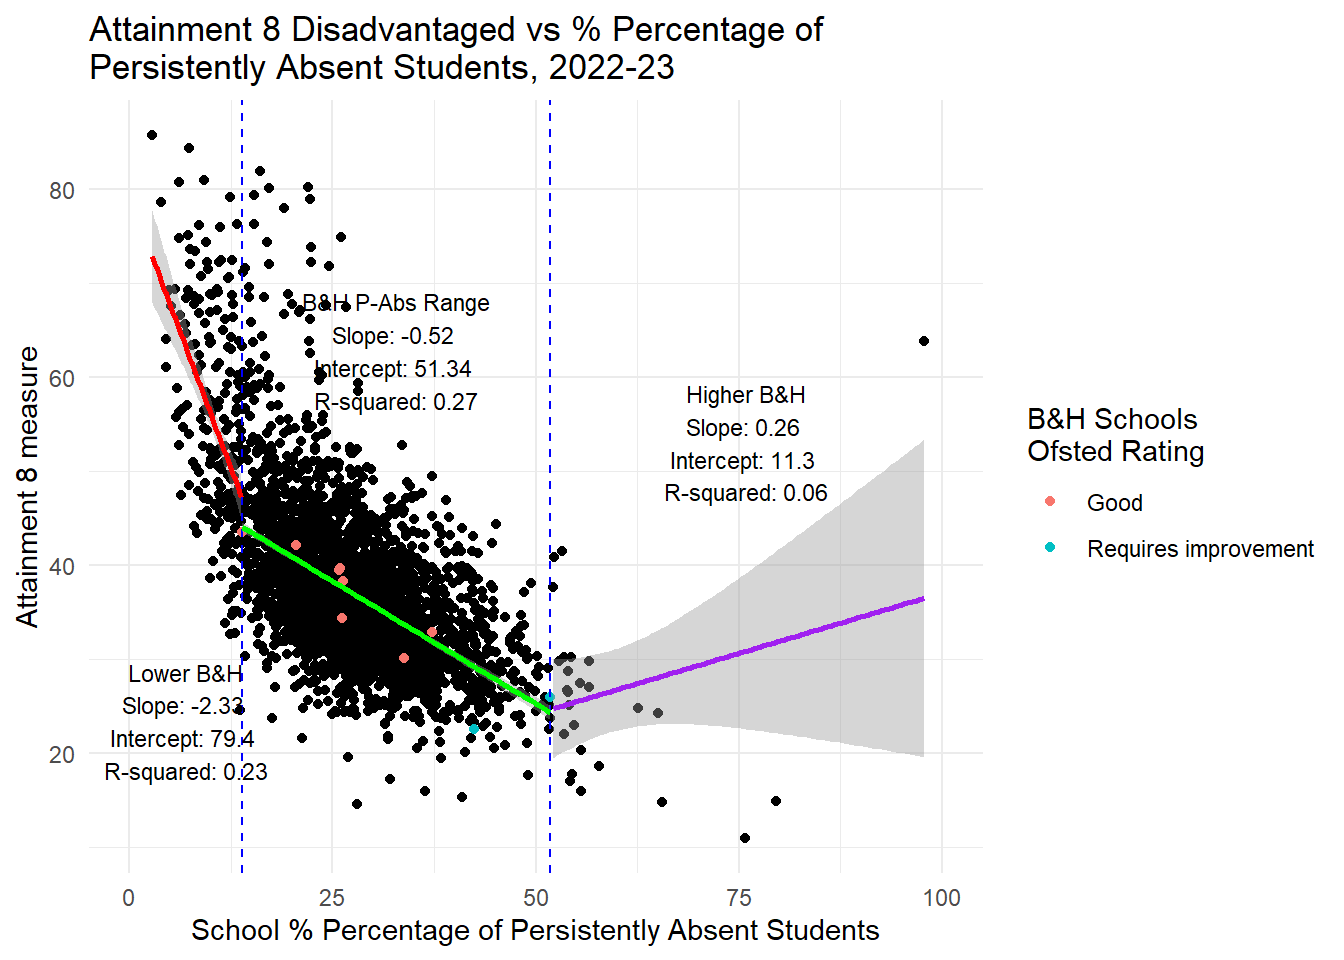 Attainment 8 Disadvantaged vs % Percentage of
Persistently Absent Students, 2022-23
Attainment 8 measure
80
60
40
20
B&H P-Abs Range
Slope: -0.52
Intercept: 51.34
R-squared: 0.27
Higher B&H
Slope: 0.26
Intercept: 11.3
R-squared: 0.06
Lower B&H
Slope: -2.33
Intercept: 79.4
R-squared: 0.23
0
25
50
75
100
School % Percentage of Persistently Absent Students
B&H Schools
Ofsted Rating
Good
Requires improvement